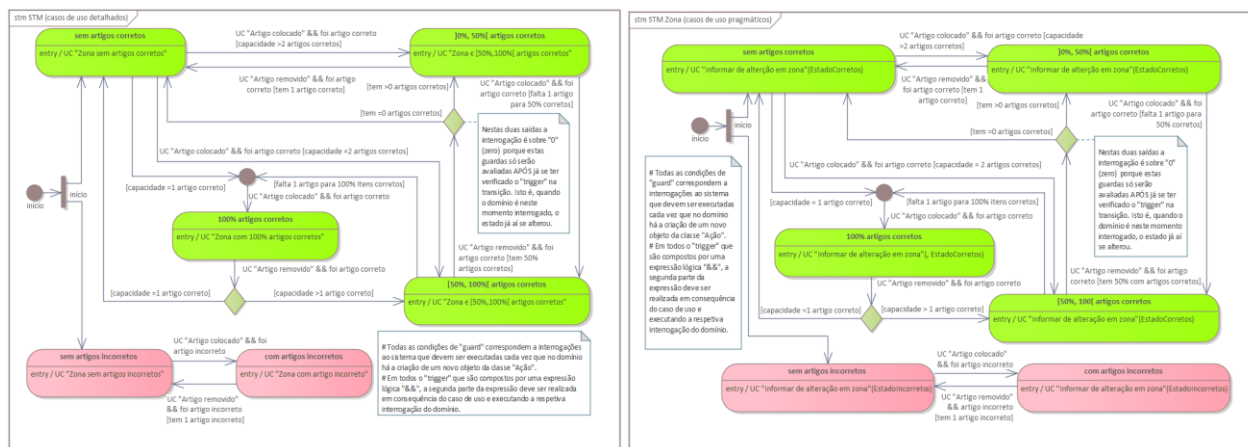 stm STM (casos de uso detalhados)
sem artigos corretos
entry / UC "Zona sem artigos corretos"
UC "Artigo colocado" && foi artigo correto
[capacidade >2 artigos corretos]
]0%, 50%[ artigos corretos
entry / UC "Zona ∈ [50%,100%[ artigos corretos"
UC "Artigo removido" && foi artigo
correto [tem 1 artigo correto]
[tem >0 artigos corretos]
UC "Artigo colocado" && foi
artigo correto [falta 1 artigo
para 50% corretos]
[tem =0 artigos corretos]
Nestas duas saídas a
interrogação é sobre "0"
(zero) porque estas
guardas só serão
avaliadas APÓS já se ter
verificado o "trigger" na
transição. Isto é, quando
o domínio é neste
momento interrogado, o
estado já aí se alterou.
UC "Artigo colocado" && foi artigo correto [capacidade=2 artigos corretos]
início
início
[capacidade =1 artigo correto]
[falta 1 artigo para 100% itens corretos]
UC "Artigo colocado" && foi artigo correto
100% artigos corretos
entry / UC "Zona com 100% artigos corretos"
UC "Artigo removido" && foi artigo
correto [tem 50%
artigos corretos]
UC "Artigo removido" && foi artigo correto
[capacidade =1 artigo correto]
[capacidade >1 artigo correto]
[50%, 100%[ artigos corretos
entry / UC "Zona ∈ [50%,100%[ artigos corretos"
sem artigos incorretos
entry / UC "Zona sem artigos incorretos"
UC "Artigo colocado" && foi
artigo incorreto
com artigos incorretos
entry / UC "Zona com artigo incorreto"
UC "Artigo removido"
&& foi artigo incorreto
[tem 1 artigo incorreto]
# Todas as condições de "guard" correspondem a interrogações
ao sistema que devem ser executadas cada vez que no domínio
há a criação de um novo objeto da classe "Ação".
# Em todos o "trigger" que são compostos por uma expressão
lógica "&&", a segunda parte da expressão deve ser realizada
em consequência do caso de uso e executando a respetiva
interrogação do domínio.
stm STM Zona (casos de uso pragmáticos)
sem artigos corretos
entry / UC "Informar de alterção em zona"(EstadoCorretos)
UC "Artigo colocado" && foi artigo correto [capacidade
>2 artigos corretos]
]0%, 50%[ artigos corretos
entry / UC "Informar de alteração em zona"(EstadoCorretos)
UC "Artigo removido" &&
foi artigo correto [tem 1
artigo correto]
[tem >0 artigos corretos]
UC "Artigo colocado" && foi
artigo correto [falta 1 artigo para
50% corretos]
[tem =0 artigos corretos]
início
início
Nestas duas saídas a
interrogação é sobre "0"
(zero) porque estas
guardas só serão
avaliadas APÓS já se ter
verificado o "trigger" na
transição. Isto é, quando o
domínio é neste momento
interrogado, o estado já aí
se alterou.
UC "Artigo colocado" && foi artigo correto [capacidade = 2 artigos corretos]
# Todas as condições de
"guard" correspondem a
interrogações ao sistema
que devem ser executadas
cada vez que no domínio
há a criação de um novo
objeto da classe "Ação".
# Em todos o "trigger" que
são compostos por uma
expressão lógica "&&", a
segunda parte da
expressão deve ser
realizada em consequência
do caso de uso e
executando a respetiva
interrogação do domínio.
[capacidade = 1 artigo correto]
[falta 1 artigo para 100% itens corretos]
UC "Artigo colocado" && foi artigo correto
100% artigos corretos
entry / UC "Informar de alteração em zona"(, EstadoCorretos)
UC "Artigo removido" && foi artigo
correto [tem 50% com artigos corretos]
UC "Artigo removido" && foi artigo correto
[capacidade =1 artigo correto]
[capacidade > 1 artigo correto]
[50%, 100[ artigos corretos
entry / UC "Informar de alteração em zona"(EstadoCorretos)
sem artigos incorretos
entry / UC "Informar de alteração em zona"(EstadoIncorretos)
UC "Artigo colocado"
&& foi artigo incorreto
com artigos incorretos
entry / UC "Informar de alteração em zona"(EstadoIncorretos)
UC "Artigo removido"
&& artigo incorreto
[tem 1 artigo incorreto]